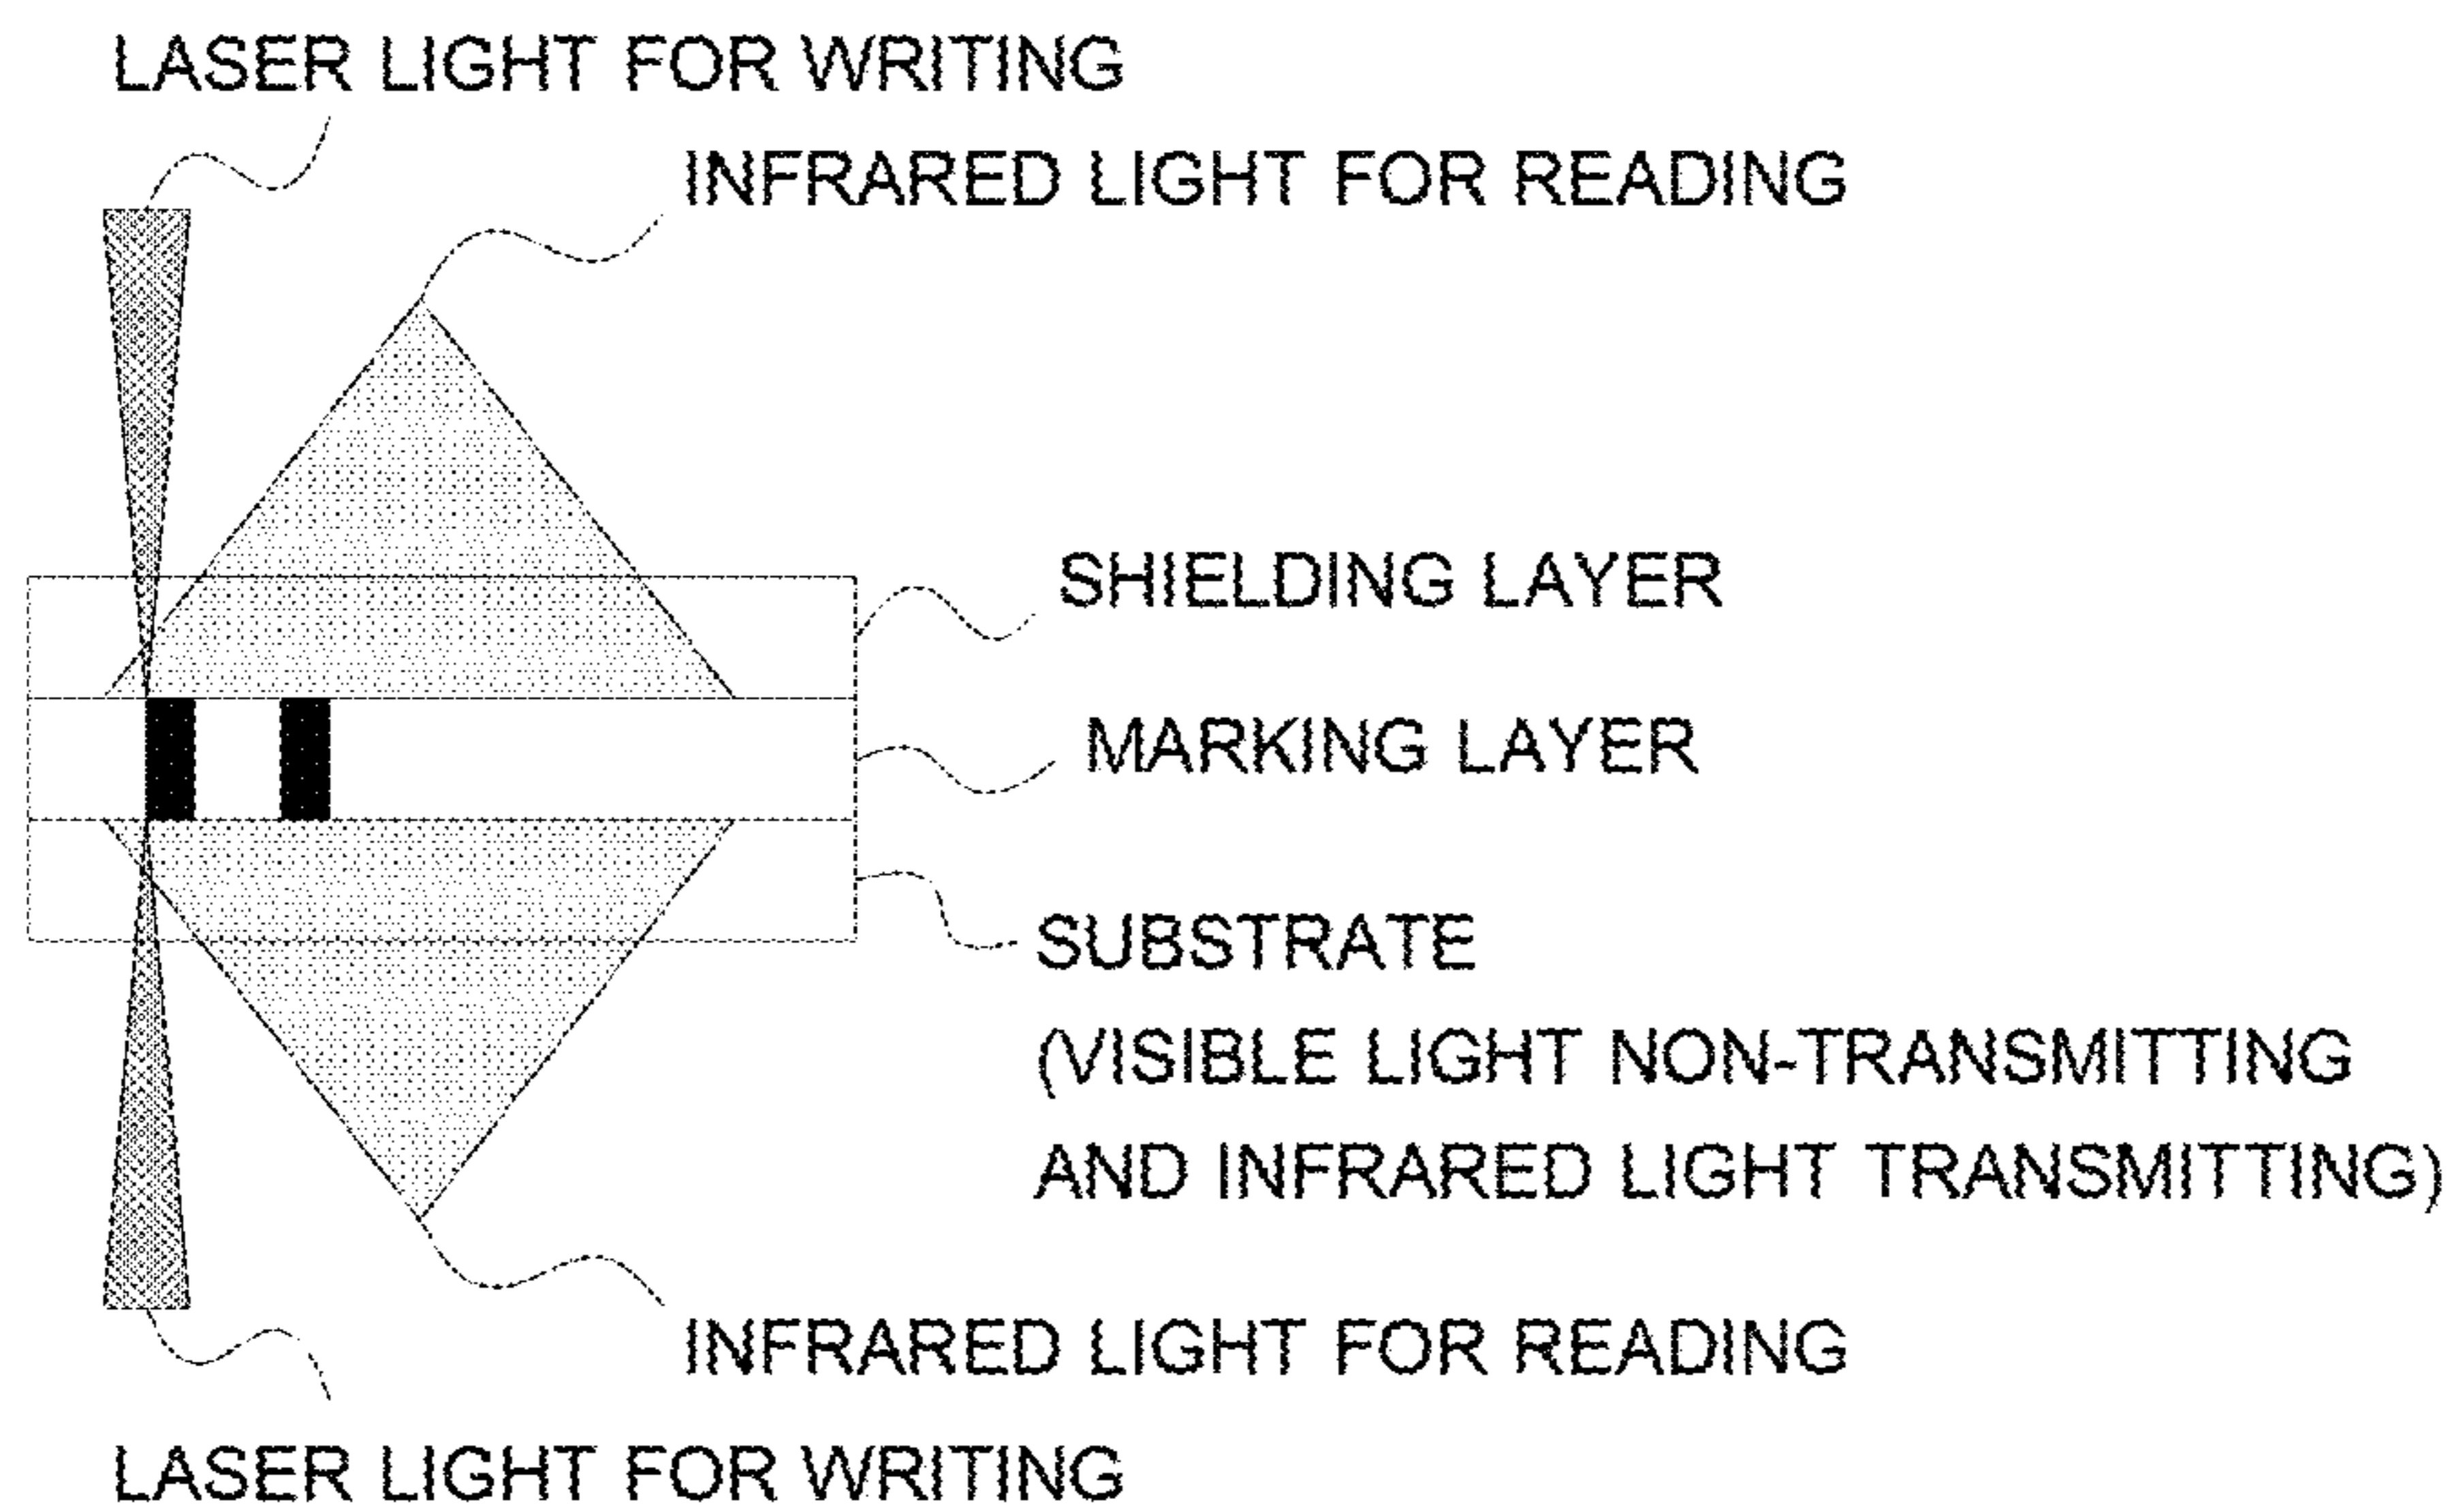 LASER LIGHT FOR WRITING
INFRARED LIGHT FOR READING
SHIELDING LAYER
MARKING LAYER
SUBSTRATE
(VISIBLE LIGHT NON-TRANSMITTING
AND INFRARED LIGHT TRANSMITTING)
INFRARED LIGHT FOR READING
LASER LIGHT FOR WRITING